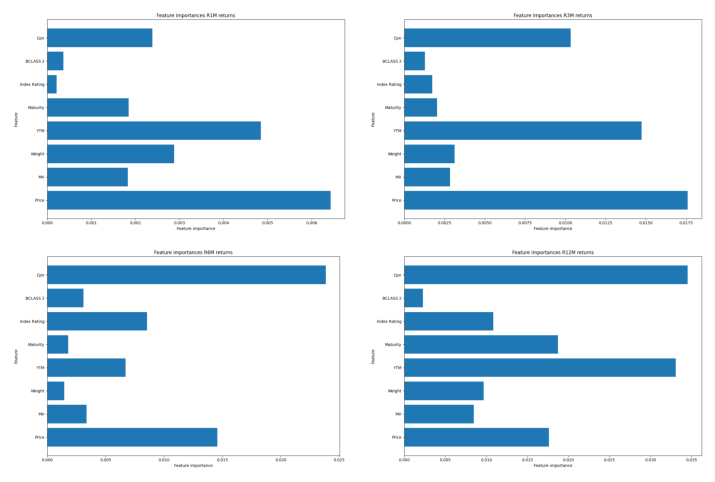 Feature importances R1M returns
Cpn
BCLASS 2
Index Rating
Maturity
YTM
Weight
MV
Price
Feature
0.000 0.001 0.002 0.003 0.004 0.005 0.006
Feature importance
Feature importances R3M returns
Cpn
BCLASS 2
Index Rating
Maturity
YTM
Weight
MV
Price
Feature
0.0000 0.0025 0.0050 0.0075 0.0100 0.0125 0.0150 0.0175
Feature importance
Feature importances R6M returns
Cpn
BCLASS 2
Index Rating
Maturity
YTM
Weight
MV
Price
Feature
0.000 0.005 0.010 0.015 0.020 0.025
Feature importance
Feature importances R12M returns
Cpn
BCLASS 2
Index Rating
Maturity
YTM
Weight
MV
Price
Feature
0.000 0.005 0.010 0.015 0.020 0.025 0.030 0.035
Feature importance